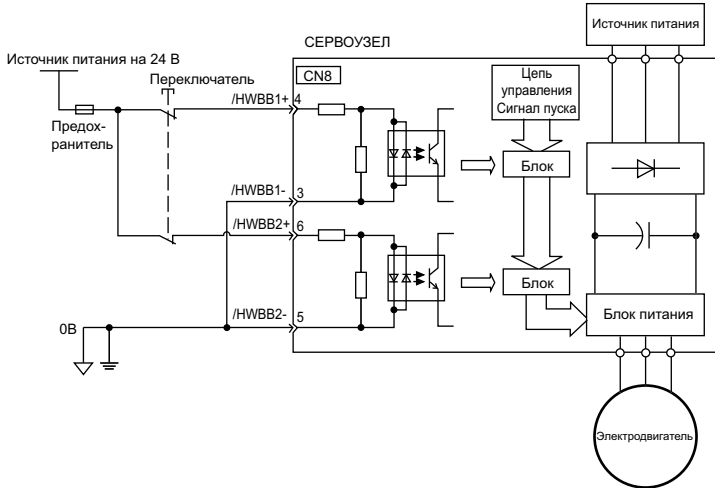 Источник питания
СЕРВОУЗЕЛ
Источник питания на 24 В
CN8
Цепь
управления
Сигнал пуска
Переключатель
/HWBB1+
4
Предох-
ранитель
Блок
/HWBB1-
3
/HWBB2+
6
Блок
/HWBB2-
5
Блок питания
0В
Электродвигатель